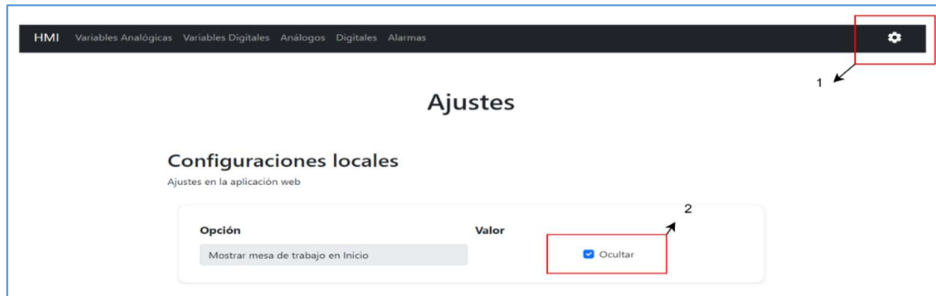 HMI Variables Analógicas Variables Digitales Análogos Digitales Alarmas
1
Ajustes
Configuraciones locales
Ajustes en la aplicación web
2
Opción Valor
Mostrar mesa de trabajo en Inicio Ocultar